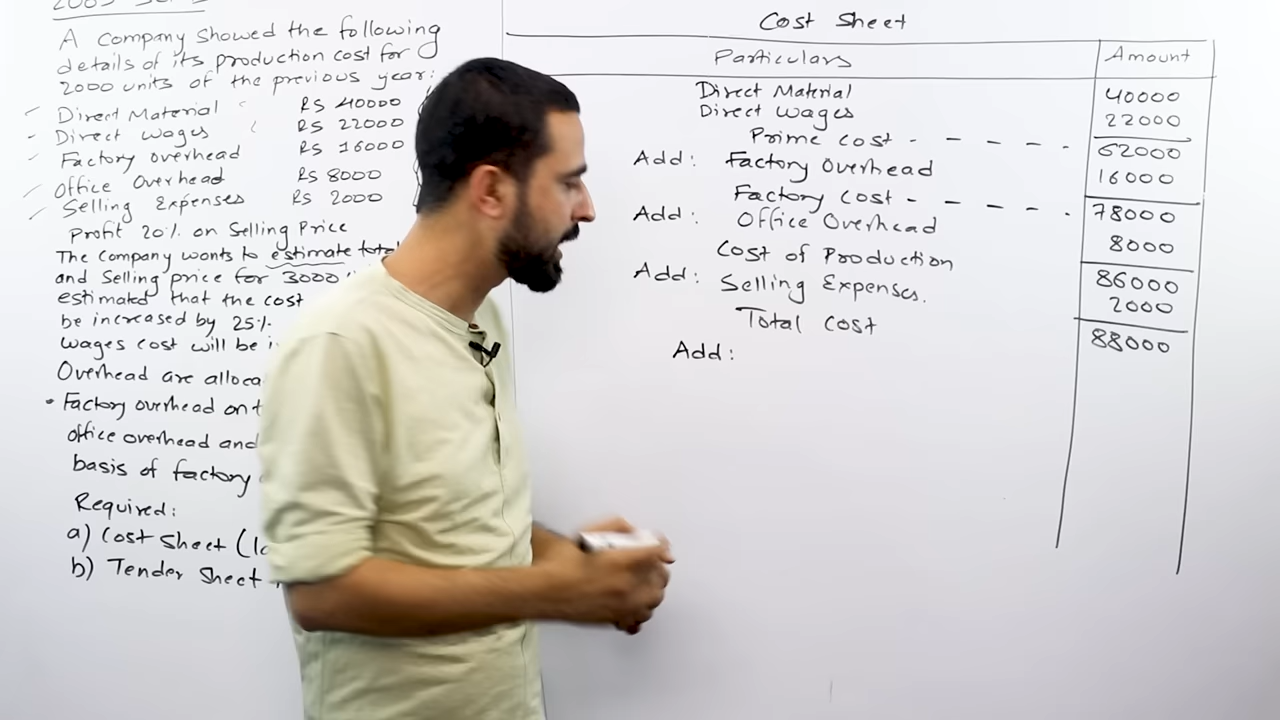 2005
A company showed the following
details of its production cost for
2000 units of the previous year:
Direct Material RS 40000
Direct wages RS 22000
Factory overhead RS 16000
Office Overhead RS 8000
Selling Expenses RS 2000
Profit 20% on Selling Price
The company wants to estimate total
and Selling price for 3000
estimated that the cost
be increased by 25%.
wages cost will be
Overhead are
Factory overhead on
office overhead and
basis of factory
Required:
a) Cost Sheet
b) Tender Sheet
Cost Sheet
Particulars Amount
Direct Material 40000
Direct wages 22000
Prime cost - - - - - 62000
Add: Factory Overhead 16000
Factory cost - - - - - 78000
Add: Office Overhead 8000
Cost of Production 86000
Add: Selling Expenses. 2000
Total cost 88000
Add: